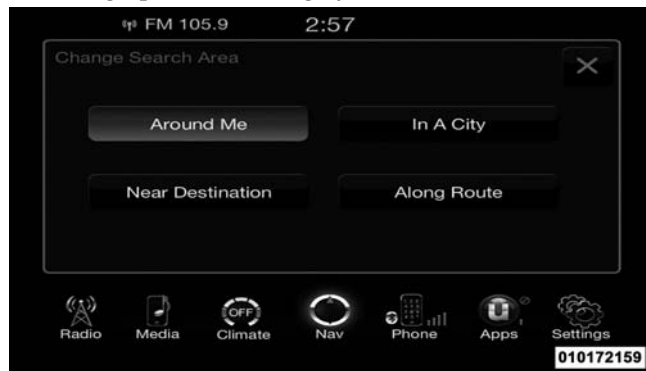 FM 105.9 2:57
Change Search Area
Around Me In A City
Near Destination Along Route
OFF
Radio Media Climate Nav Phone Apps Settings
010172159